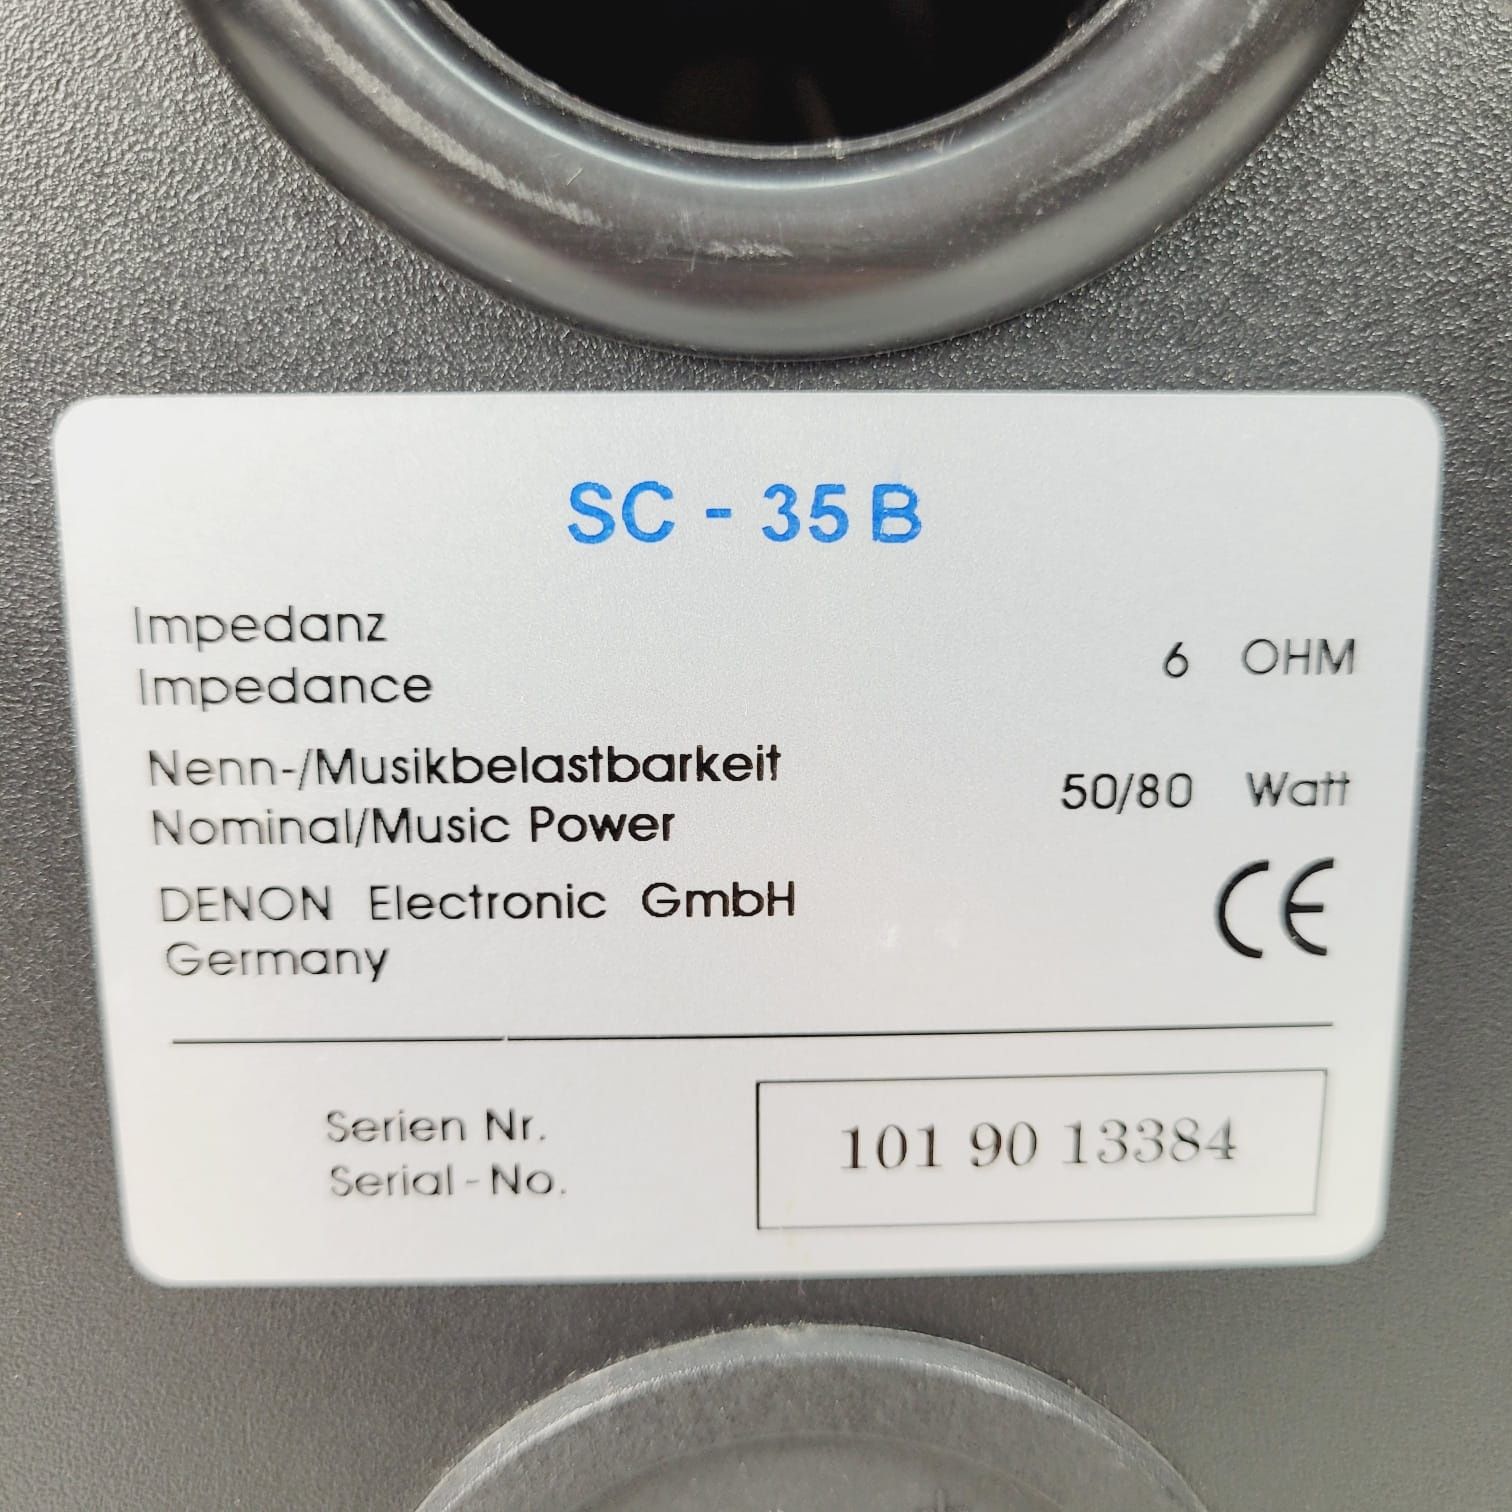 SC - 35 B
Impedanz
Impedance
6 OHM
Nenn-/Musikbelastbarkeit
Nominal/Music Power
50/80 Watt
DENON Electronic GmbH
Germany
CE
Serien Nr.
Serial-No.
101 90 13384